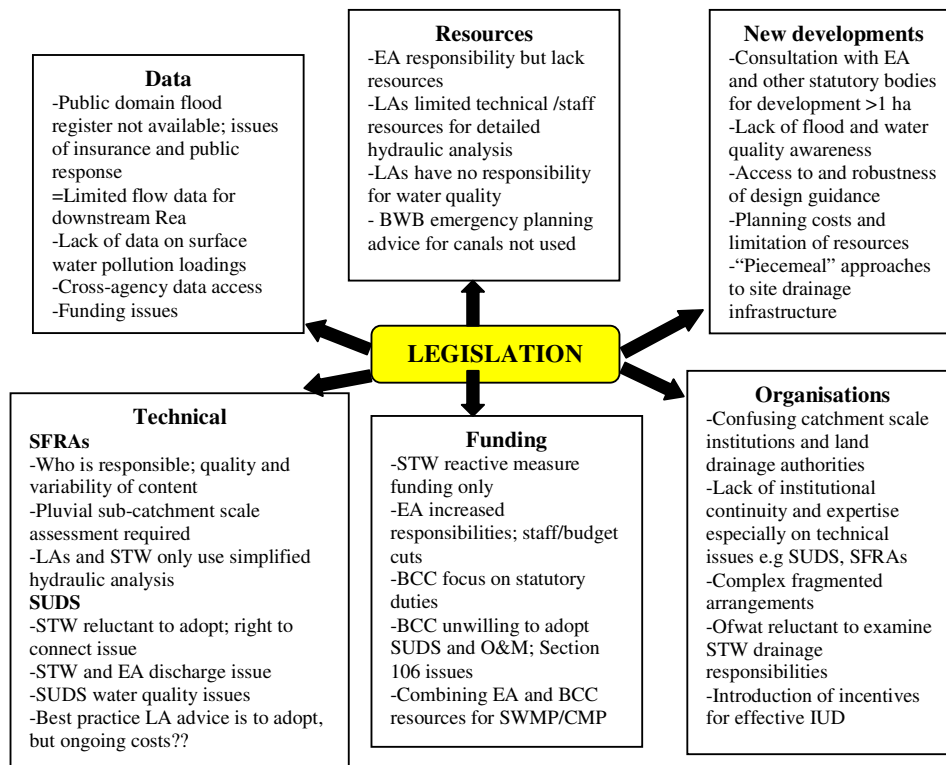 Data
-Public domain flood
register not available; issues
of insurance and public
response
=Limited flow data for
downstream Rea
-Lack of data on surface
water pollution loadings
-Cross-agency data access
-Funding issues
Resources
-EA responsibility but lack
resources
-LAs limited technical /staff
resources for detailed
hydraulic analysis
-LAs have no responsibility
for water quality
- BWB emergency planning
advice for canals not used
New developments
-Consultation with EA
and other statutory bodies
for development >1 ha
-Lack of flood and water
quality awareness
-Access to and robustness
of design guidance
-Planning costs and
limitation of resources
-“Piecemeal” approaches
to site drainage
infrastructure
LEGISLATION
Technical
SFRAs
-Who is responsible; quality and
variability of content
-Pluvial sub-catchment scale
assessment required
-LAs and STW only use simplified
hydraulic analysis
SUDS
-STW reluctant to adopt; right to
connect issue
-STW and EA discharge issue
-SUDS water quality issues
-Best practice LA advice is to adopt,
but ongoing costs??
Funding
-STW reactive measure
funding only
-EA increased
responsibilities; staff/budget
cuts
-BCC focus on statutory
duties
-BCC unwilling to adopt
SUDS and O&M; Section
106 issues
-Combining EA and BCC
resources for SWMP/CMP
Organisations
-Confusing catchment scale
institutions and land
drainage authorities
-Lack of institutional
continuity and expertise
especially on technical
issues e.g SUDS, SFRAs
-Complex fragmented
arrangements
-Ofwat reluctant to examine
STW drainage
responsibilities
-Introduction of incentives
for effective IUD